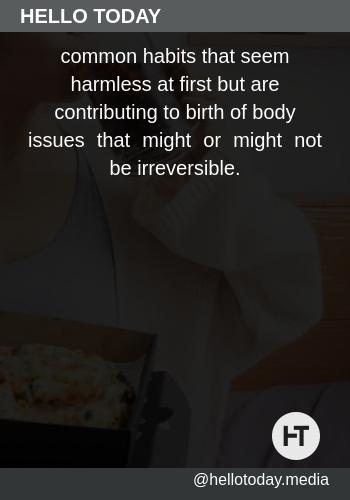 HELLO TODAY
common habits that seem
harmless at first but are
contributing to birth of body
issues that might or might not
be irreversible.
HT
@hellotoday.media